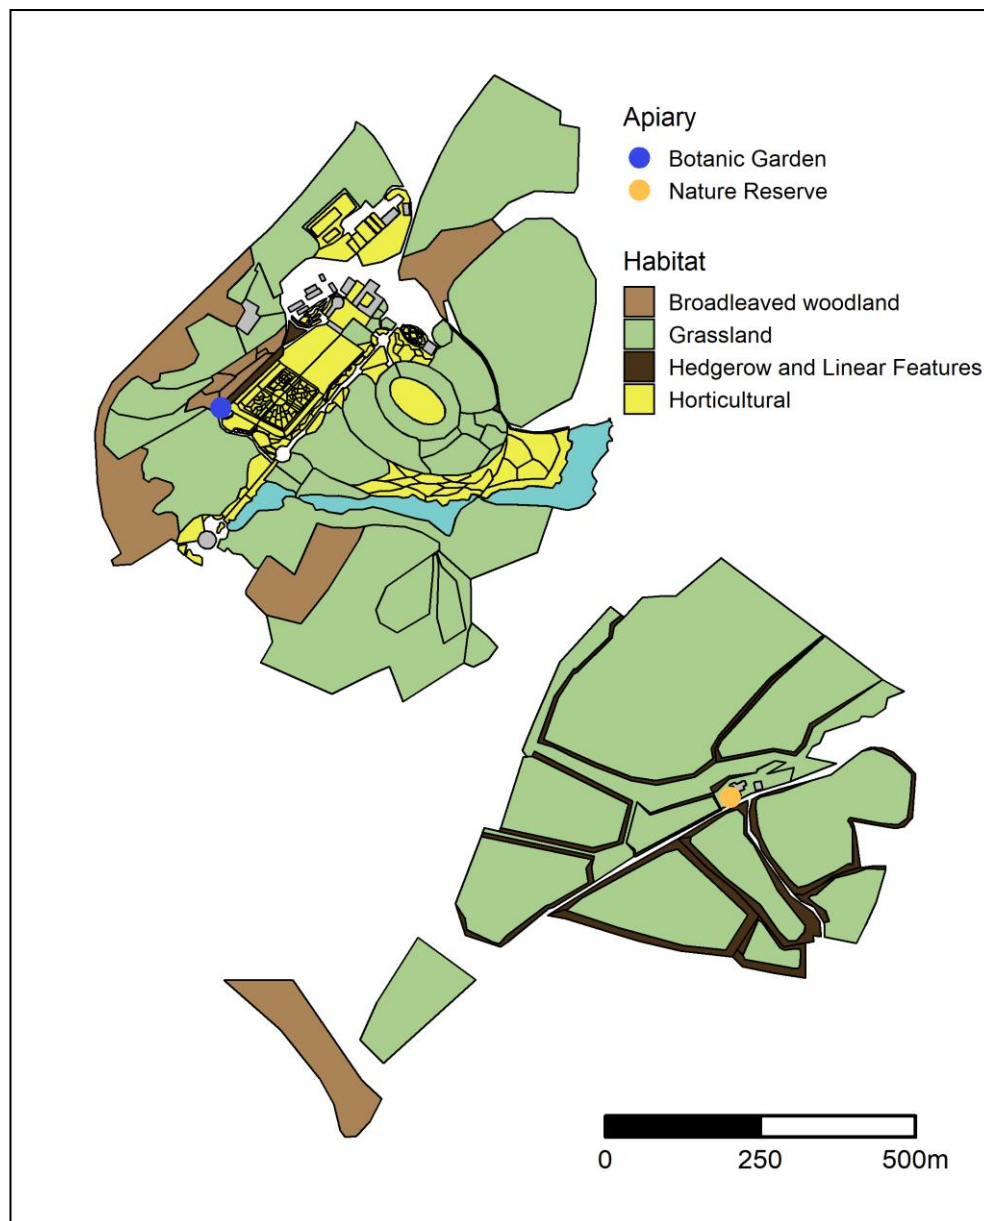 Apiary
Botanic Garden
Nature Reserve
Habitat
Broadleaved woodland
Grassland
Hedgerow and Linear Features
Horticultural
0 250 500m